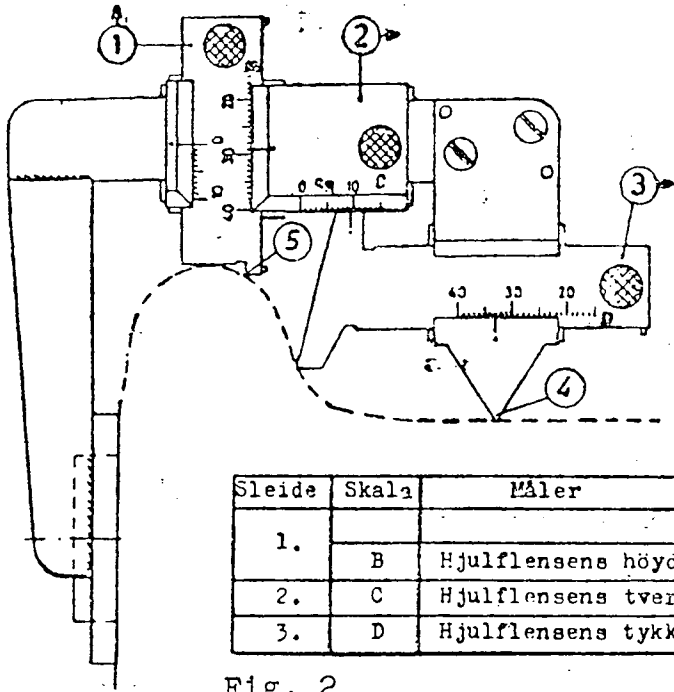 1
2
3
0 5 10 C
5
40 30 20
D
4
Sleide Skala Måler
1.
B Hjulflensens höyd
2. C Hjulflensens tver
3. D Hjulflensens tykk
Fig. 2